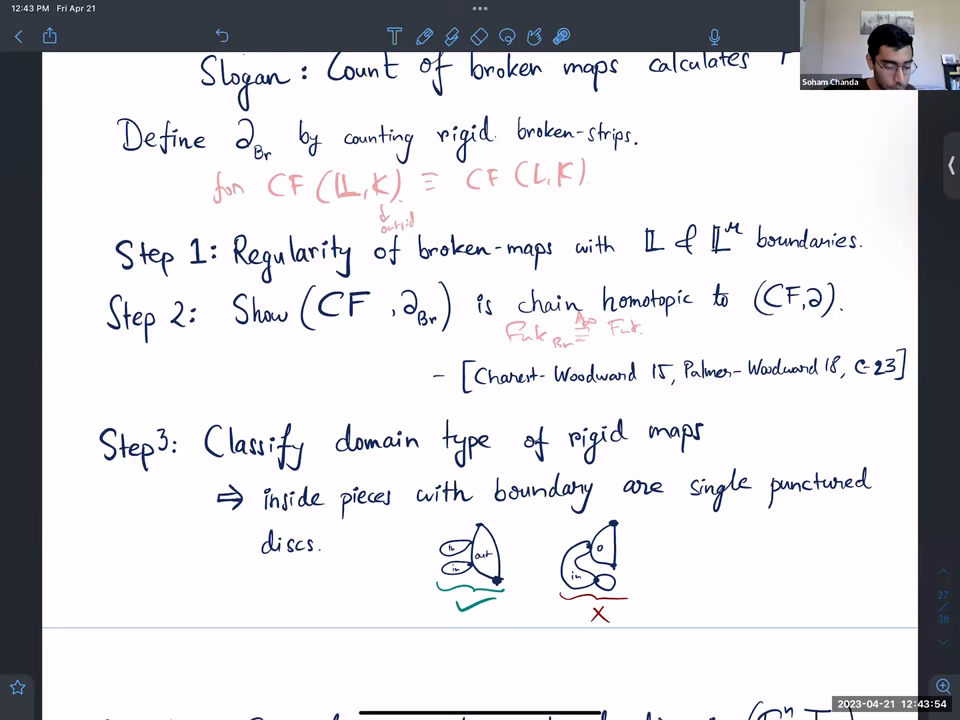 12:43 PM Fri Apr 21
Soham Chanda
Slogan: Count of broken maps calculates
Define ∂_Br by counting rigid broken-strips.
for CF (𝕃,K) ≡ CF (L,K)
outsid
Step 1: Regularity of broken-maps with 𝕃 & 𝕃^μ boundaries.
Step 2: Show (CF, ∂_Br) is chain homotopic to (CF,∂).
Fuk_Br ≅^A∞ Fuk.
- [Charest-Woodward 15, Palmer-Woodward 18, C-23]
Step 3: Classify domain type of rigid maps
⇒ inside pieces with boundary are single punctured
discs.
in out
in in o
✓ X
27
/
38
2023-04-21 12:43:54